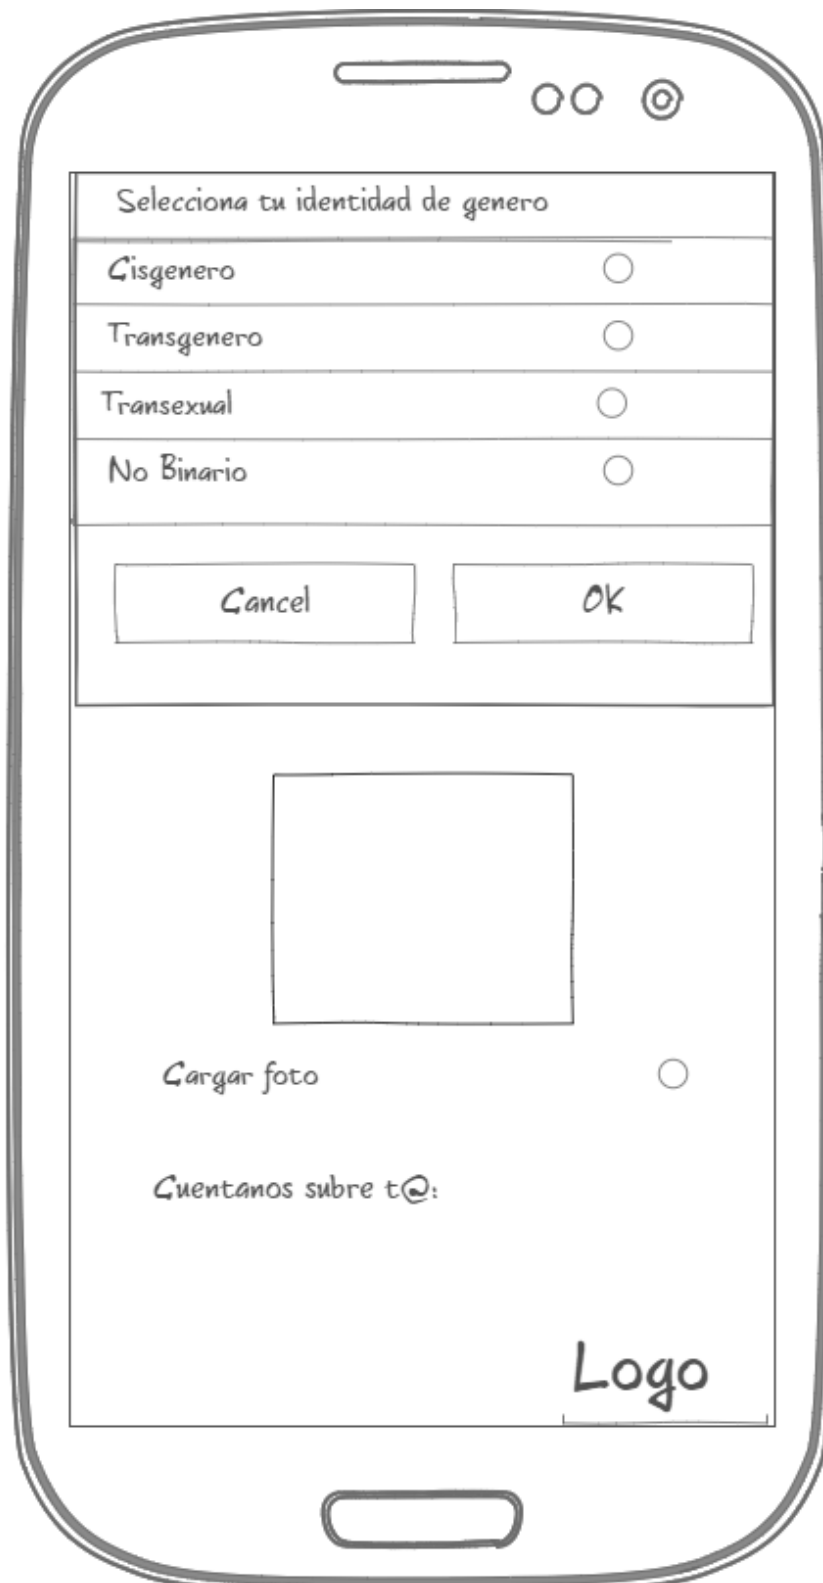 Selecciona tu identidad de genero
Cisgenero
Transgenero
Transexual
No Binario
Cancel
OK
Cargar foto
Cuentanos subre t@:
Logo